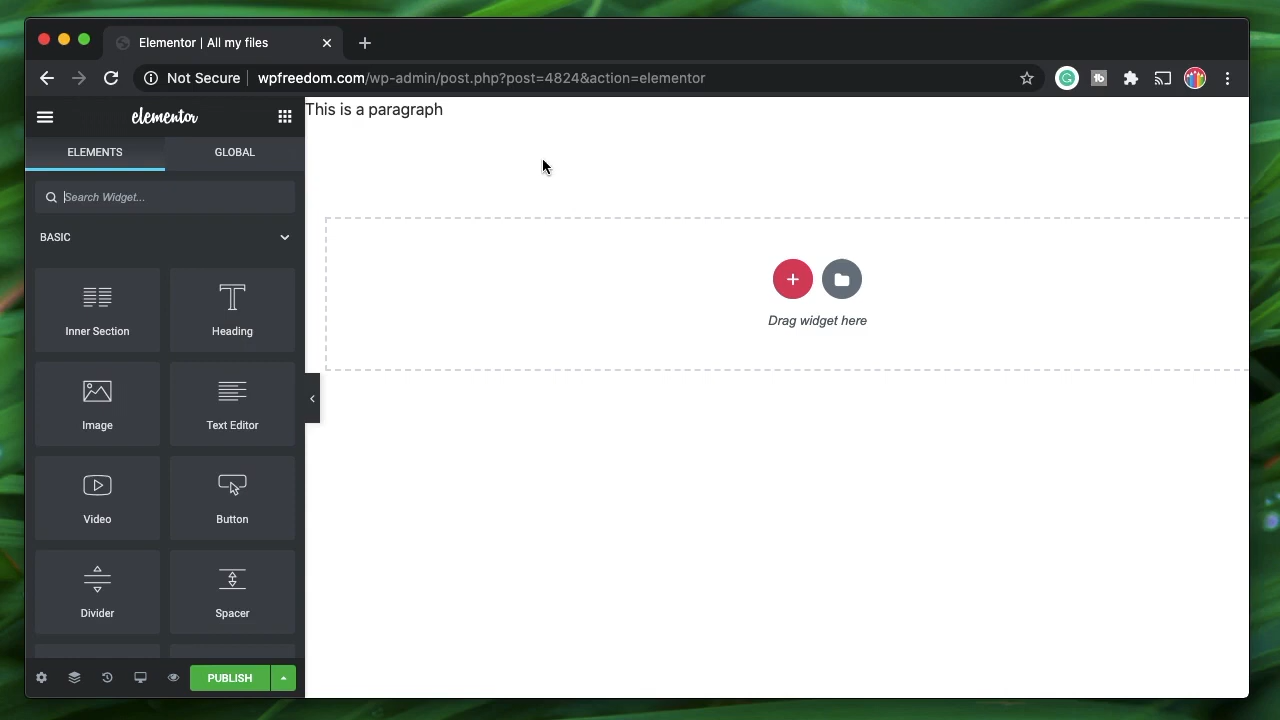 Elementor | All my files
Not Secure
wpfreedom.com/wp-admin/post.php?post=4824&action=elementor
elementor
ELEMENTS
GLOBAL
Search Widget...
BASIC
Inner Section
Heading
Image
Text Editor
Video
Button
Divider
Spacer
PUBLISH
This is a paragraph
Drag widget here